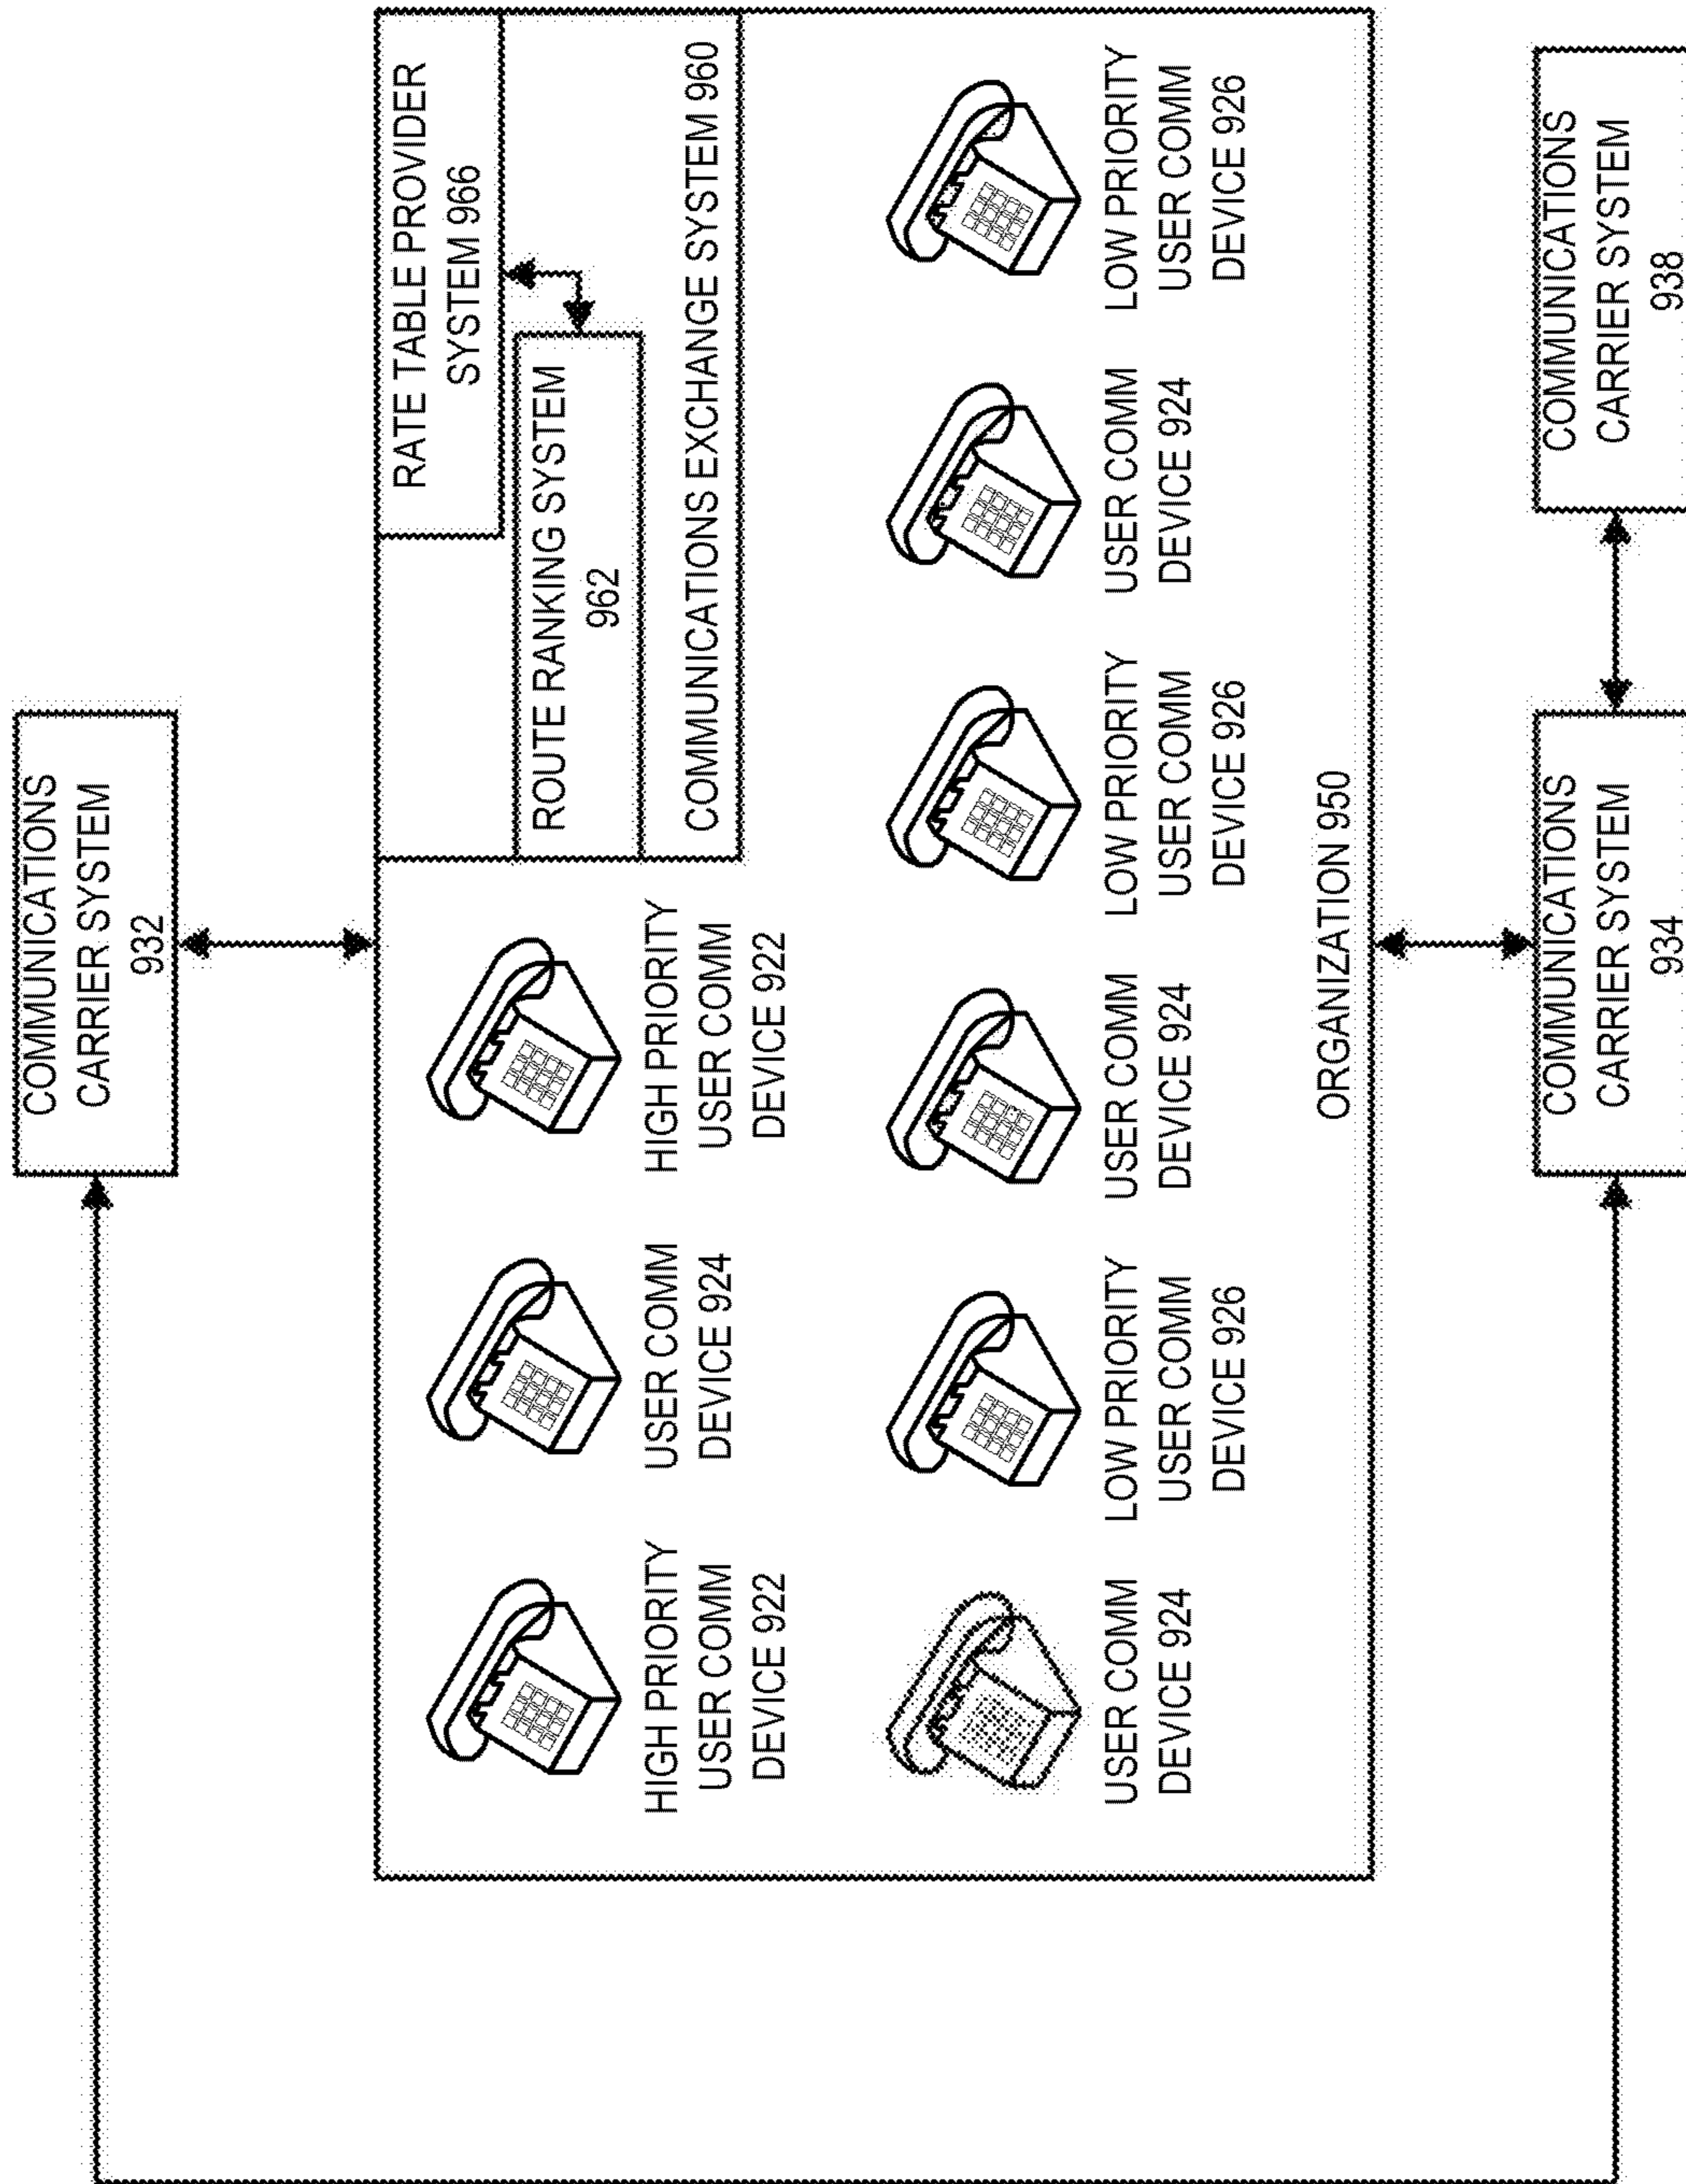 COMMUNICATIONS
CARRIER SYSTEM
932
RATE TABLE PROVIDER
SYSTEM 966
ROUTE RANKING SYSTEM
962
COMMUNICATIONS EXCHANGE SYSTEM 960
HIGH PRIORITY
USER COMM
DEVICE 922
USER COMM
DEVICE 924
HIGH PRIORITY
USER COMM
DEVICE 922
USER COMM
DEVICE 924
LOW PRIORITY
USER COMM
DEVICE 926
USER COMM
DEVICE 924
LOW PRIORITY
USER COMM
DEVICE 926
USER COMM
DEVICE 924
LOW PRIORITY
USER COMM
DEVICE 926
ORGANIZATION 950
COMMUNICATIONS
CARRIER SYSTEM
934
COMMUNICATIONS
CARRIER SYSTEM
938